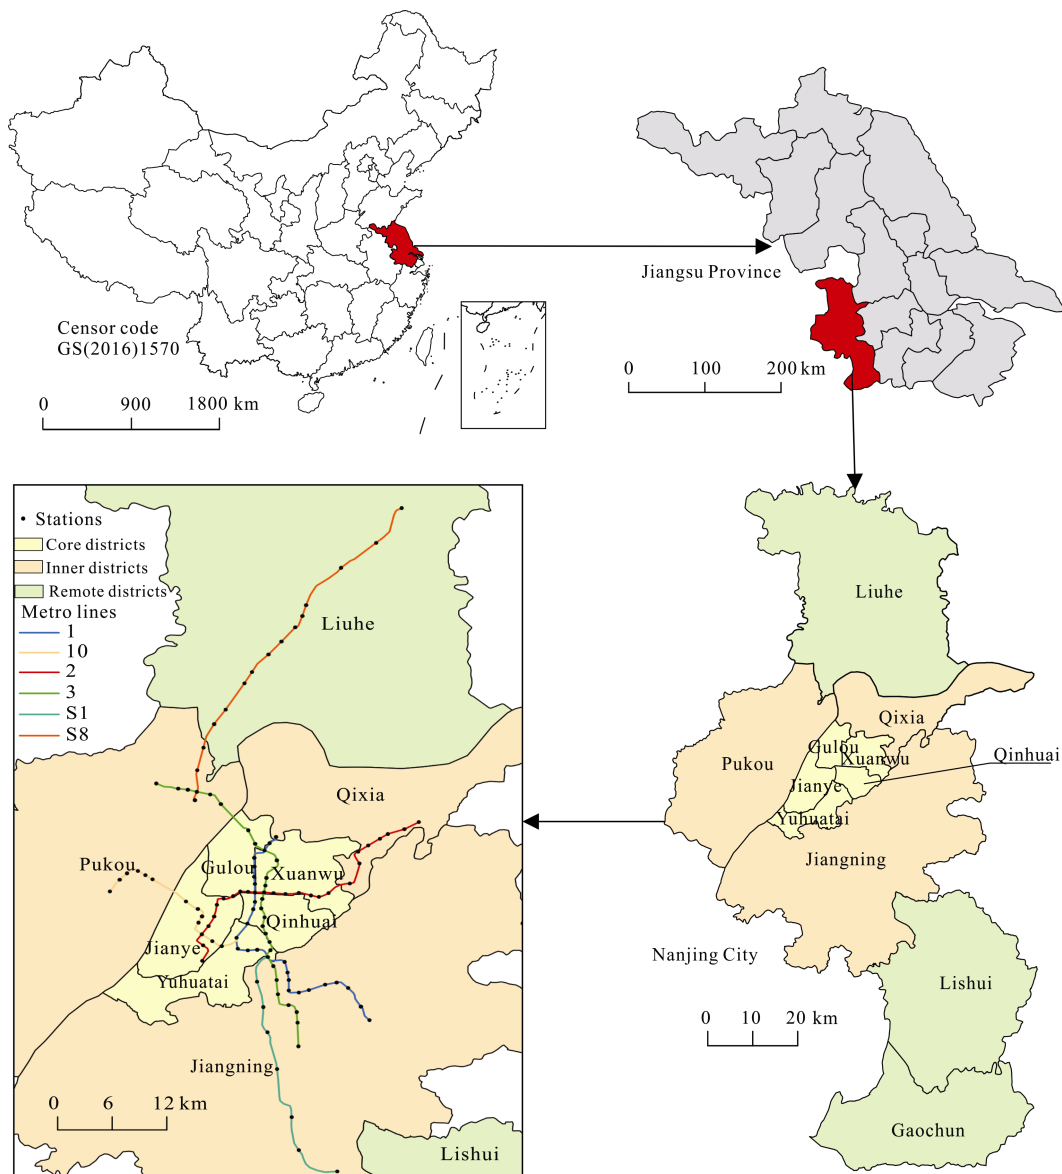 Censor code
GS(2016)1570
0 900 1800 km
Jiangsu Province
0 100 200 km
Stations
Core districts
Inner districts
Remote districts
Metro lines
1
10
2
3
S1
S8
Liuhe
Qixia
Pukou
Gulou
Xuanwu
Qinhuai
Jianye
Yuhuatai
Jiangning
0 6 12 km
Lishui
Liuhe
Qixia
Gulou
Xuanwu
Qinhuai
Pukou
Jianye
Yuhuatai
Jiangning
Nanjing City
Lishui
0 10 20 km
Gaochun